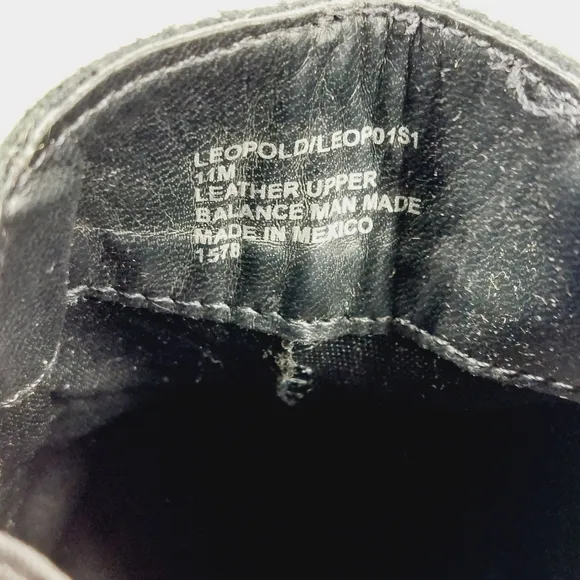 LEOPOLD/LEOP01S1
11M
LEATHER UPPER
BALANCE MAN MADE
MADE IN MEXICO
1578